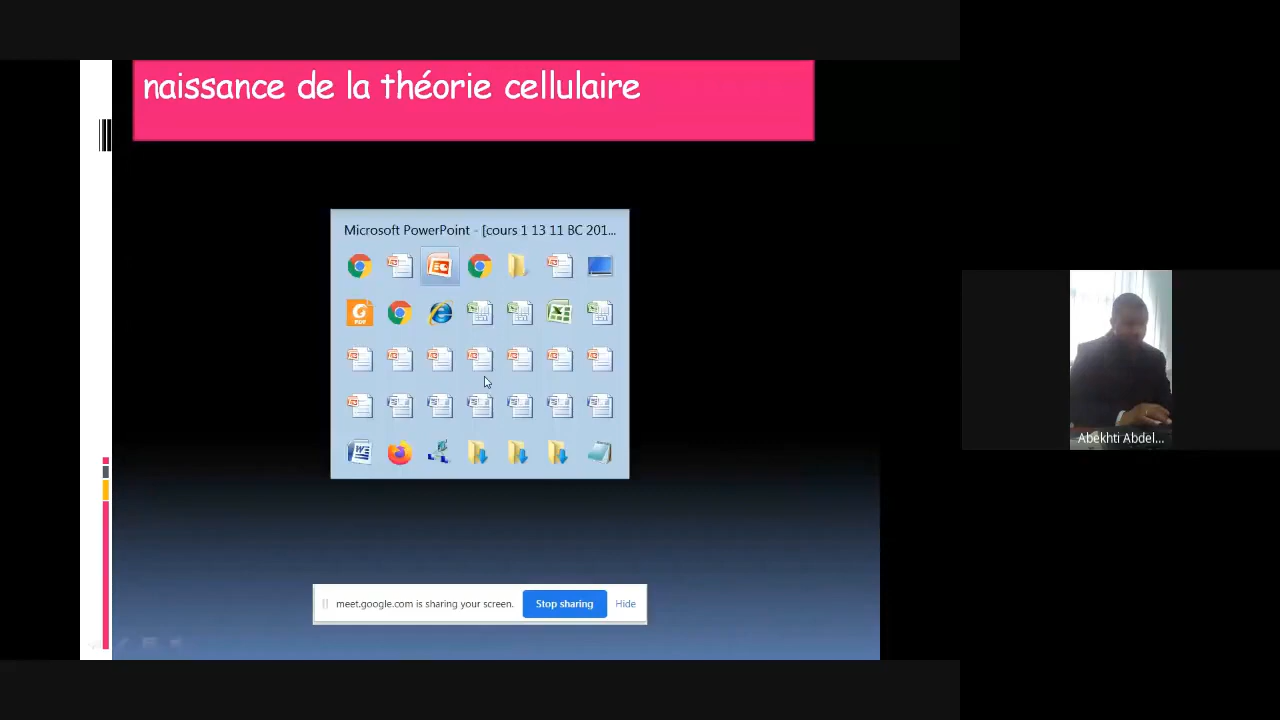 naissance de la théorie cellulaire
Microsoft PowerPoint - [cours 1 13 11 BC 201...
meet.google.com is sharing your screen.
Stop sharing
Hide
Abekhti Abdel...